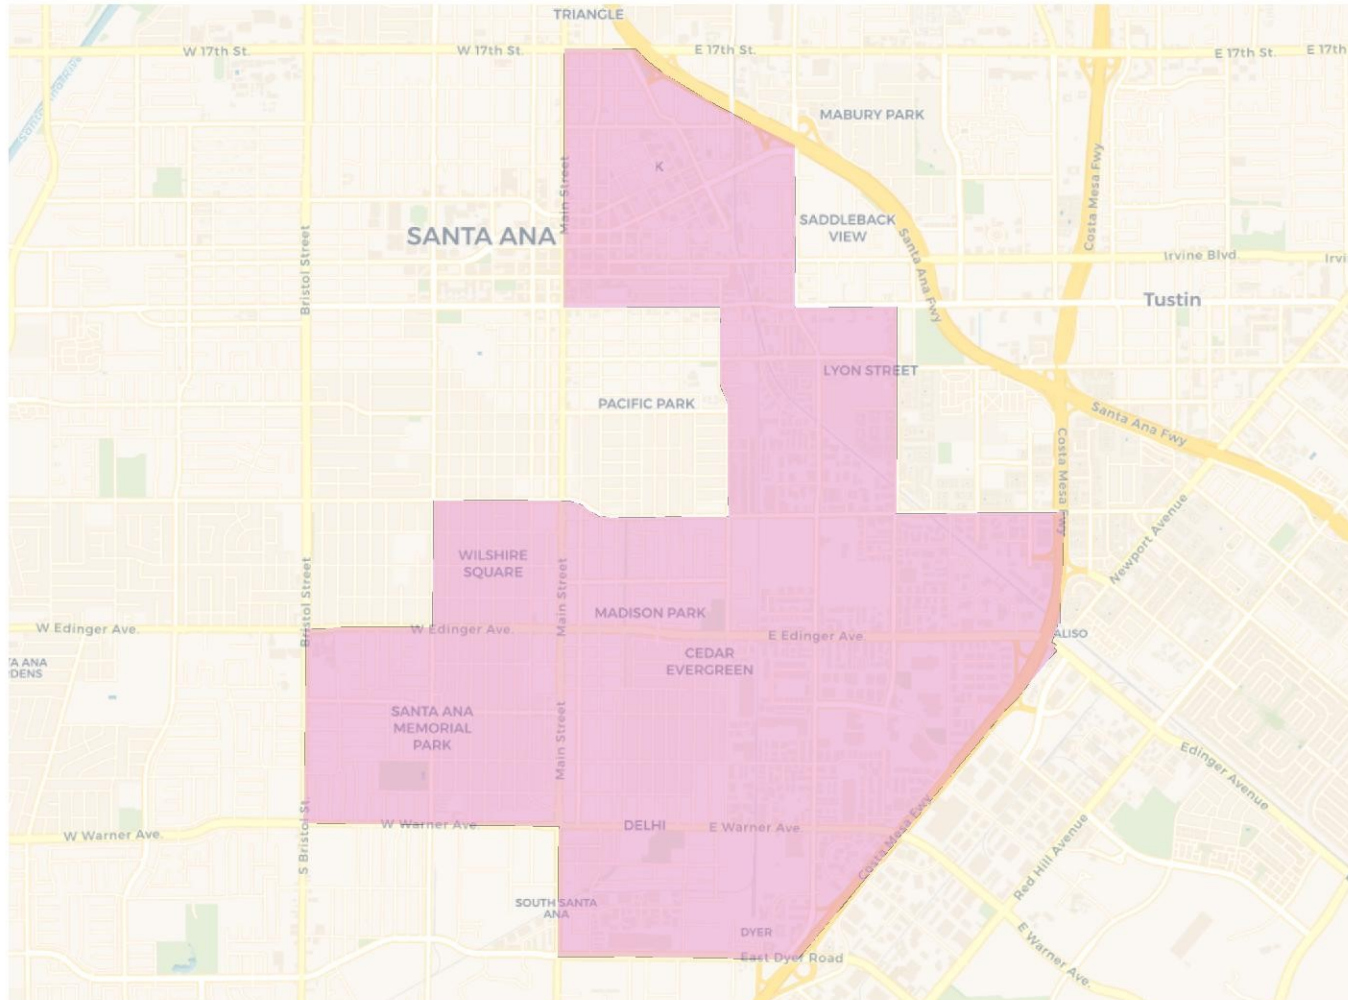 TRIANGLE
W 17th St.
W 17th St.
E 17th St.
E 17th St.
E 17th
MABURY PARK
K
Main Street
Costa Mesa Fwy
SADDLEBACK
VIEW
SANTA ANA
Bristol Street
Santa Ana Fwy
Irvine Blvd
Irvi
Tustin
LYON STREET
PACIFIC PARK
Santa Ana Fwy
Costa Mesa Fwy
Newport Avenue
WILSHIRE
SQUARE
Main Street
Bristol Street
MADISON PARK
W Edinger Ave.
W Edinger Ave.
E Edinger Ave
ALISO
TA ANA
RDENS
CEDAR
EVERGREEN
SANTA ANA
MEMORIAL
PARK
Main Street
Edinger Avenue
S Bristol St.
W Warner Ave.
W Warner Ave
DELHI
E Warner Ave
Costa Mesa Fwy
Red Hill Avenue
SOUTH SANTA
ANA
DYER
East Dyer Road
E Warner Ave.